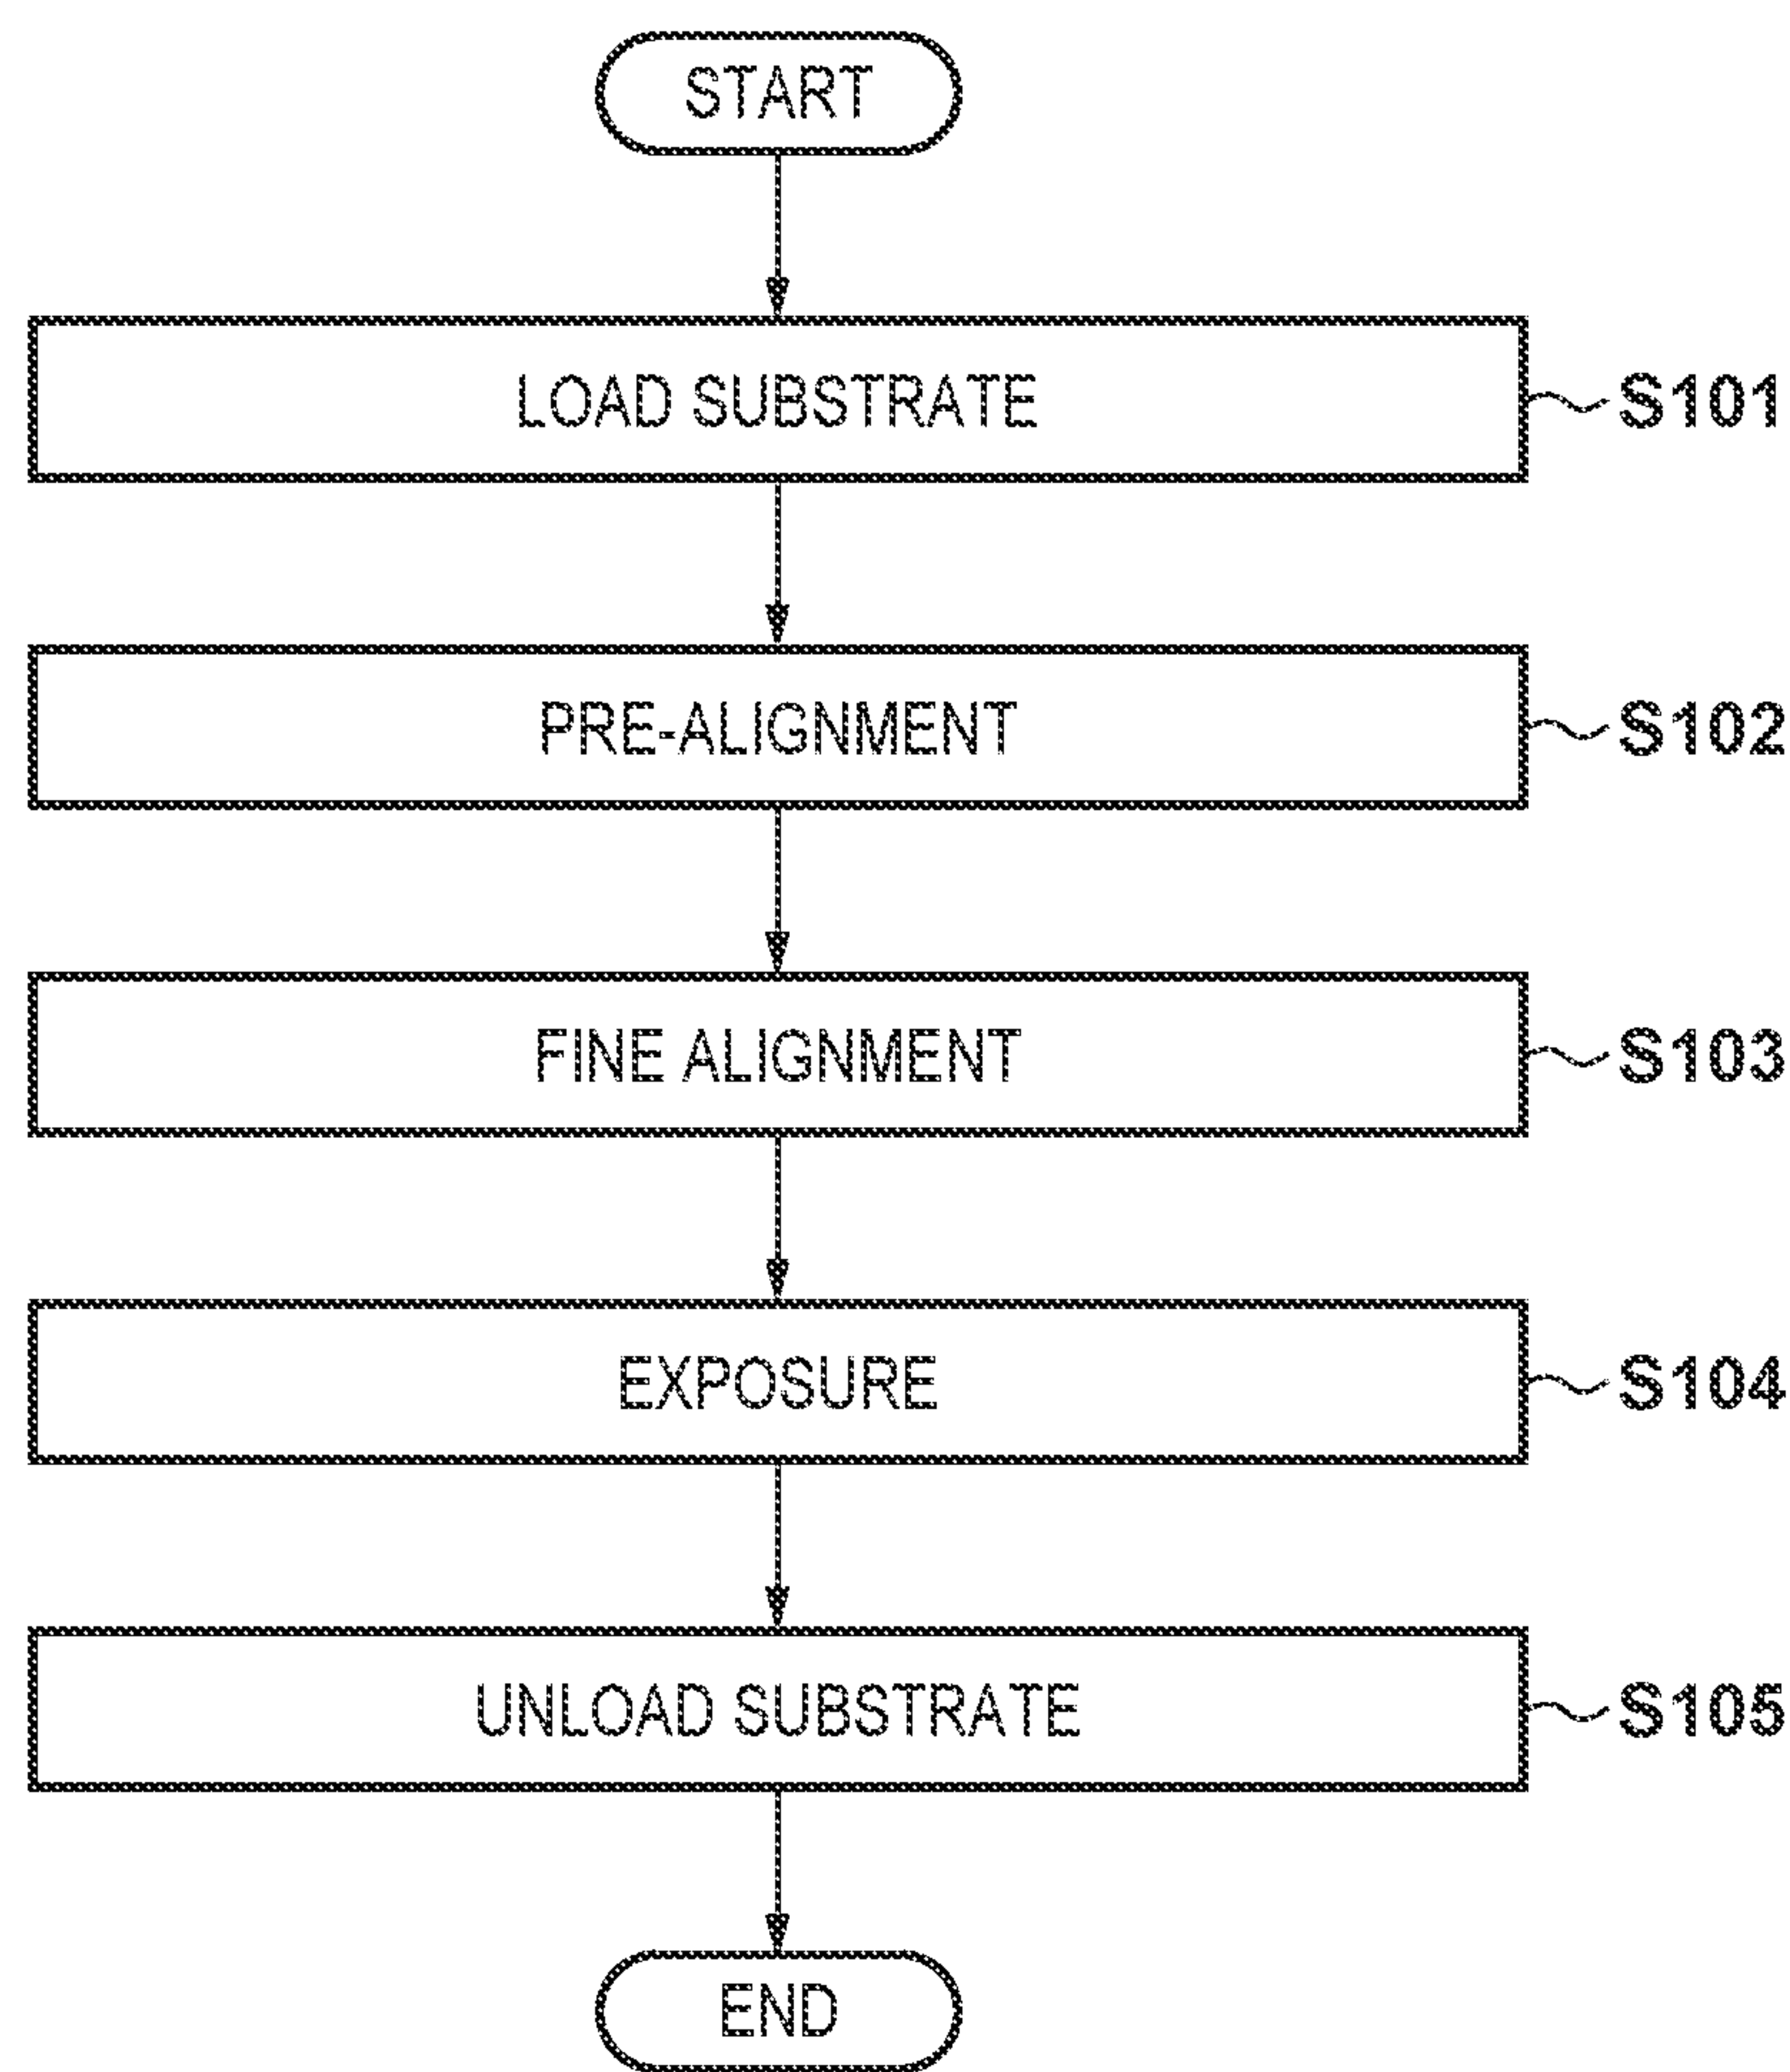 START
LOAD SUBSTRATE S101
PRE-ALIGNMENT S102
FINE ALIGNMENT S103
EXPOSURE S104
UNLOAD SUBSTRATE S105
END